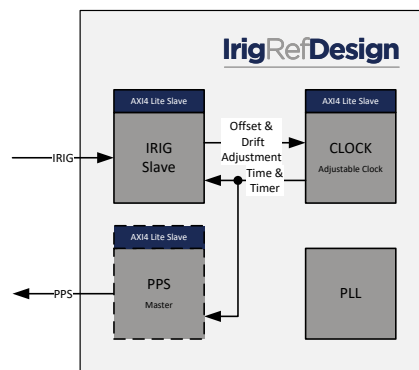 IrigRefDesign
AXI4 Lite Slave
IRIG
Slave
IRIG
Offset &
Drift
Adjustment
Time &
Timer
AXI4 Lite Slave
CLOCK
Adjustable Clock
AXI4 Lite Slave
PPS
Master
PPS
PLL